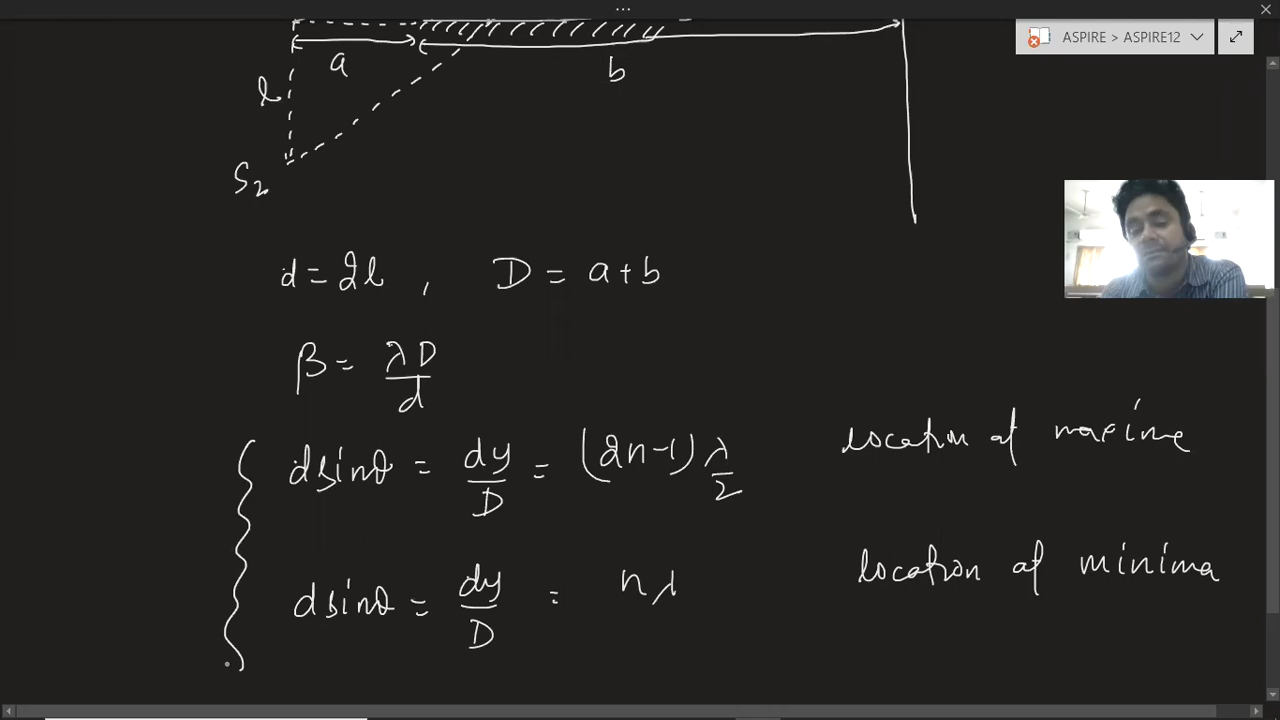 ASPIRE > ASPIRE12
a
b
l
S₂
d = 2l , D = a + b
β = λD/d
d sinθ = dy/D = (2n-1) λ/2 location of maxima
d sinθ = dy/D = nλ location of minima